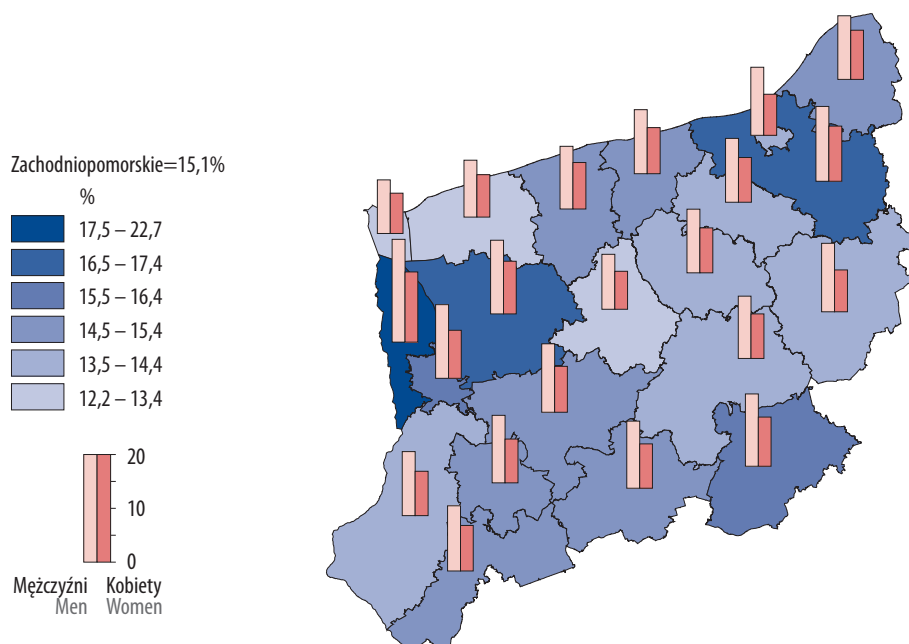 Zachodniopomorskie=15,1%
%
17,5 – 22,7
16,5 – 17,4
15,5 – 16,4
14,5 – 15,4
13,5 – 14,4
12,2 – 13,4
20
10
0
Mężczyźni Kobiety
Men Women